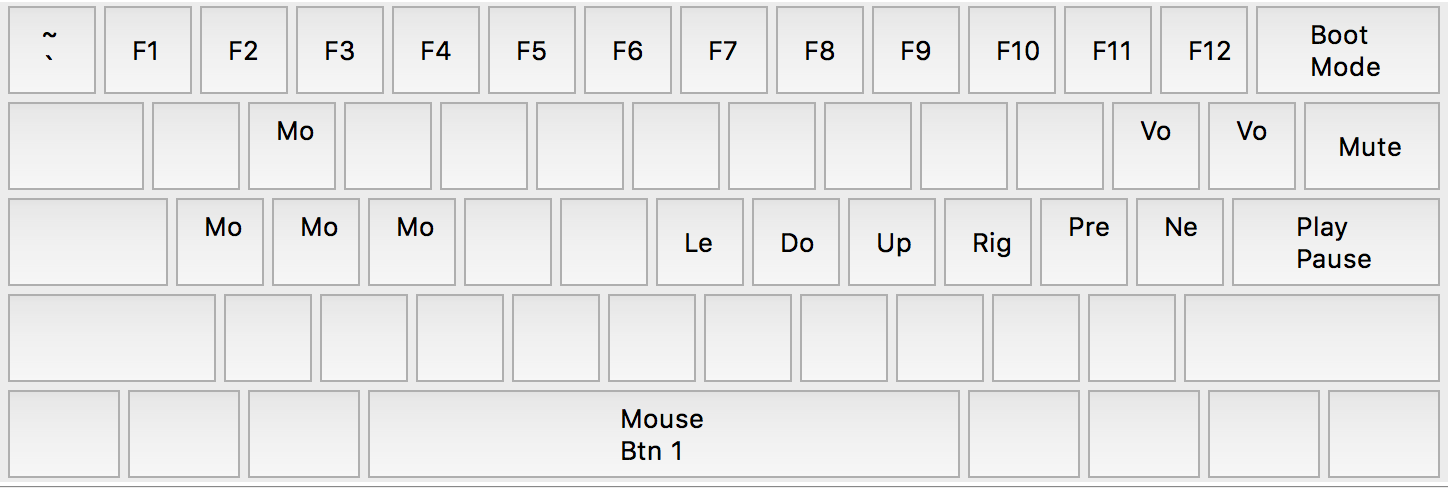 ~
`
F1
F2
F3
F4
F5
F6
F7
F8
F9
F10
F11
F12
Boot
Mode
Mo
Vo
Vo
Mute
Mo
Mo
Mo
Le
Do
Up
Rig
Pre
Ne
Play
Pause
Mouse
Btn 1